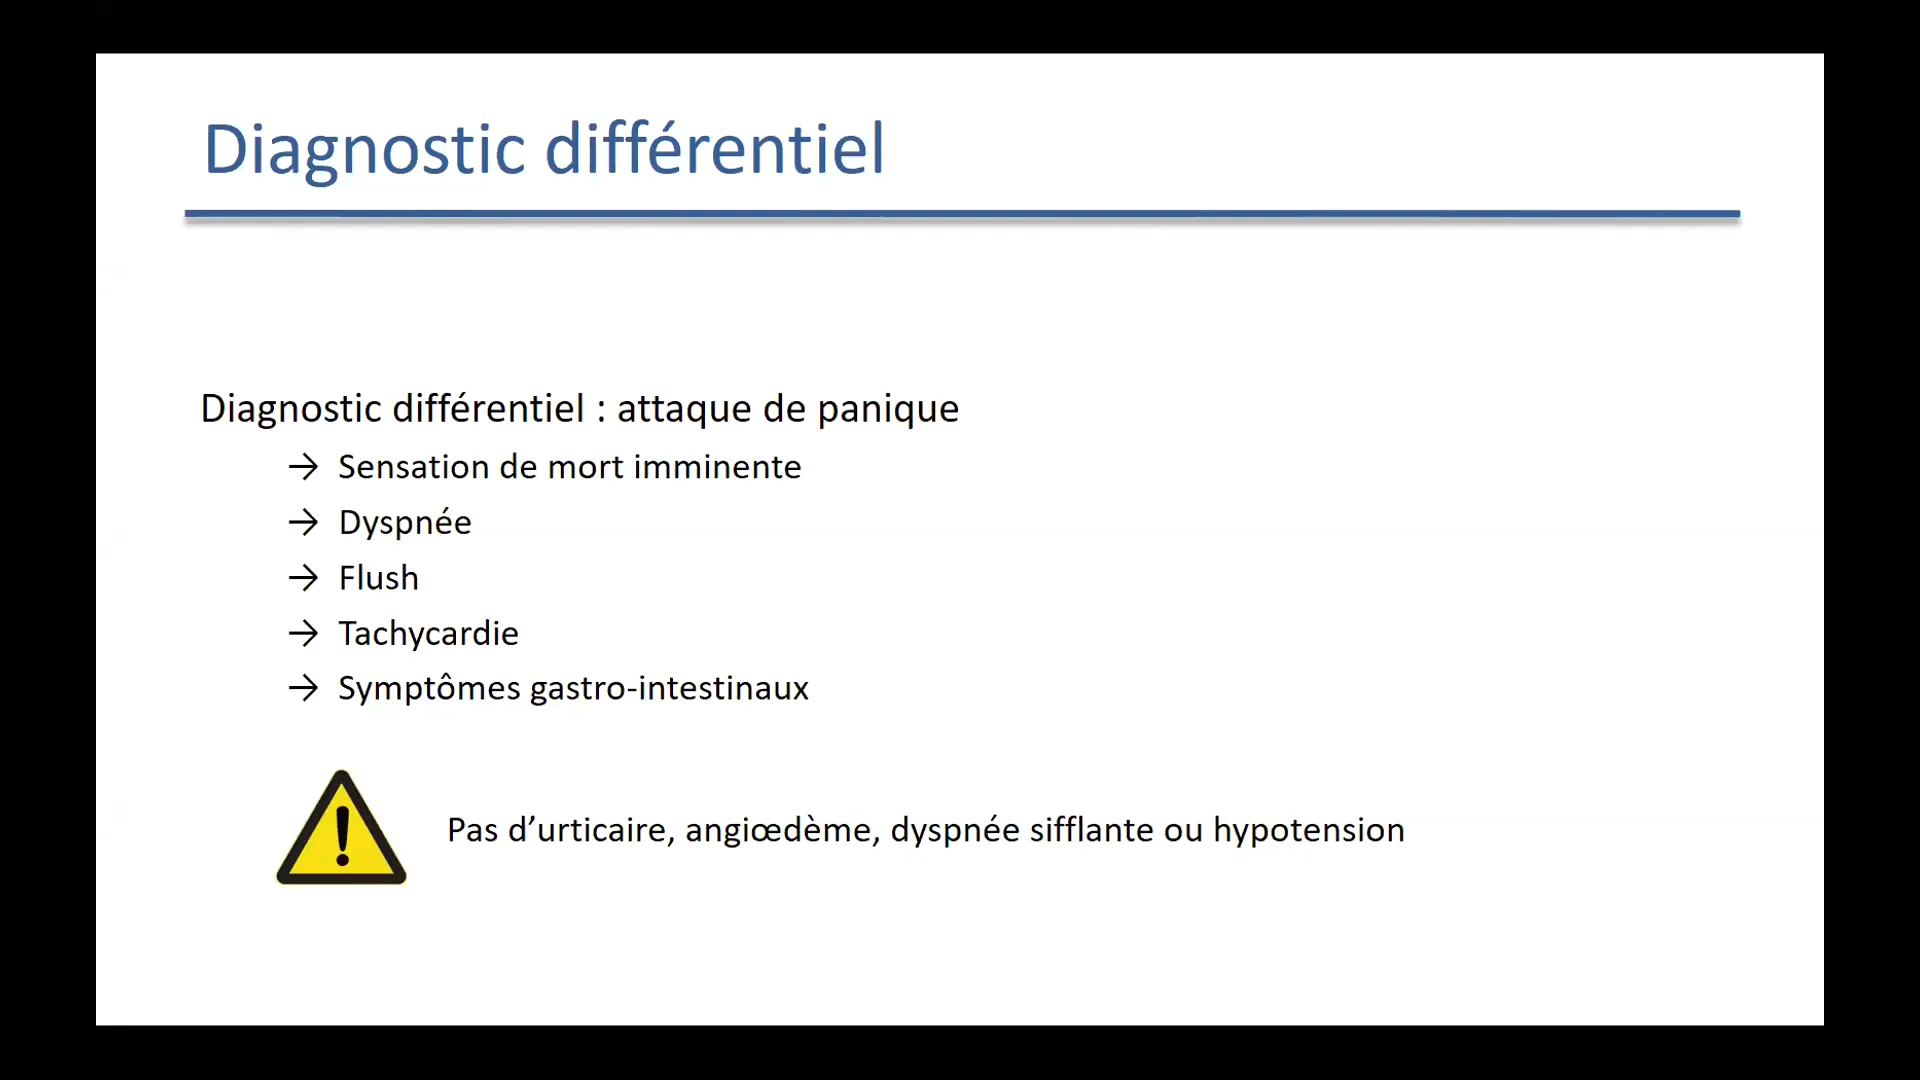 Diagnostic différentiel
Diagnostic différentiel : attaque de panique
→ Sensation de mort imminente
→ Dyspnée
→ Flush
→ Tachycardie
→ Symptômes gastro-intestinaux
Pas d’urticaire, angiœdème, dyspnée sifflante ou hypotension